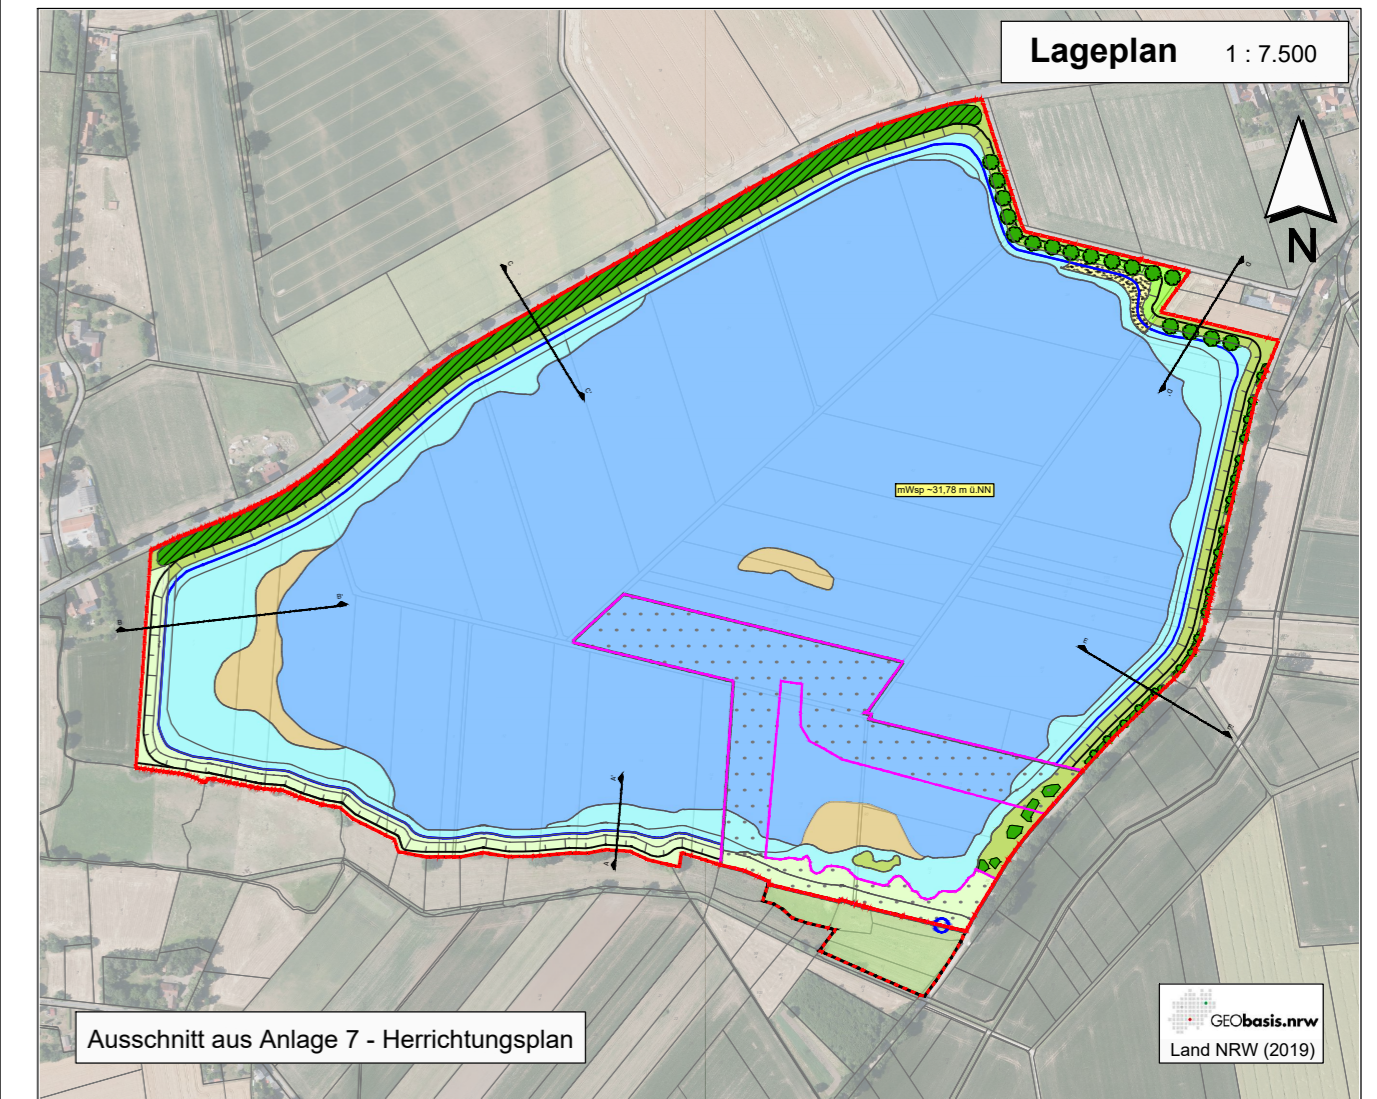 Lageplan 1 : 7.500
N
C
C'
D
D'
mWsp ~31,78 m ü.NN
B
B'
E
E'
A'
A
Ausschnitt aus Anlage 7 - Herrichtungsplan
GEObasis.nrw
Land NRW (2019)